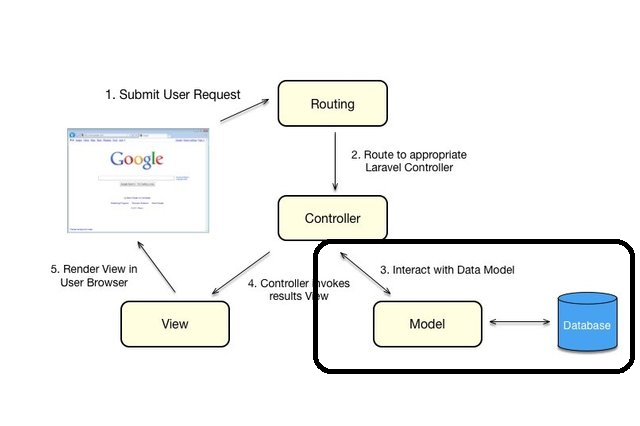 1. Submit User Request
Routing
2. Route to appropriate
Laravel Controller
Google
Controller
3. Interact with Data Model
4. Controller invokes
results View
5. Render View in
User Browser
View
Model
Database